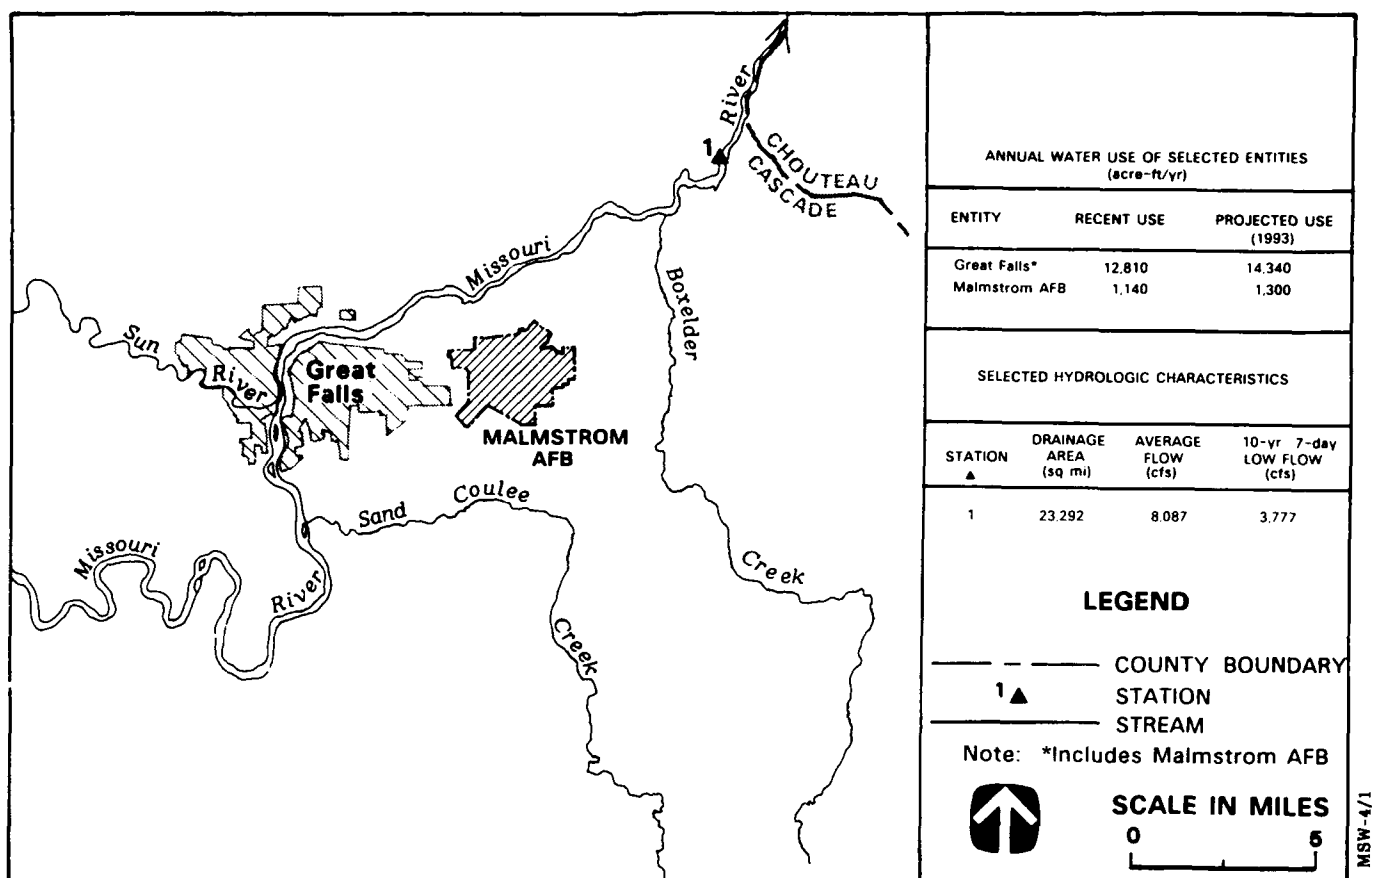 River
1
CHOUTEAU
CASCADE
Missouri
Boxelder
Sun
River
Great
Falls
MALMSTROM
AFB
Sand Coulee
Creek
Missouri
River
Creek
ANNUAL WATER USE OF SELECTED ENTITIES
(acre-ft/yr)
ENTITY RECENT USE PROJECTED USE
(1993)
Great Falls* 12,810 14,340
Malmstrom AFB 1,140 1,300
SELECTED HYDROLOGIC CHARACTERISTICS
STATION DRAINAGE AREA (sq mi) AVERAGE FLOW (cfs) 10-yr 7-day LOW FLOW (cfs)
1 23,292 8,087 3,777
LEGEND
COUNTY BOUNDARY
1 STATION
STREAM
Note: *Includes Malmstrom AFB
SCALE IN MILES
0 5
MSW-4/1